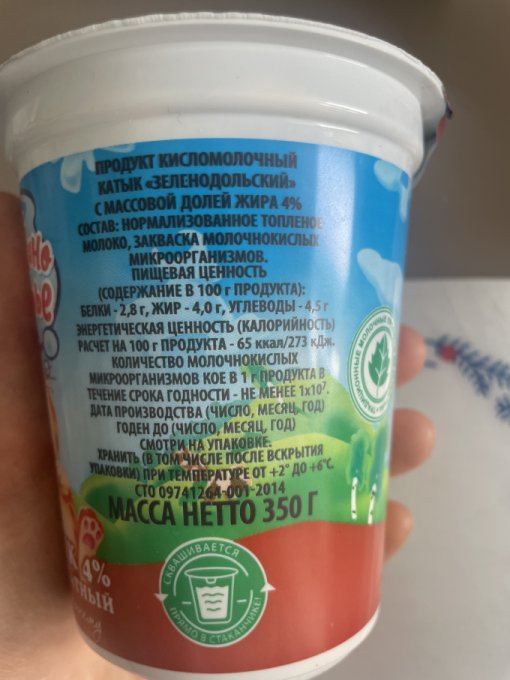 ПРОДУКТ КИСЛОМОЛОЧНЫЙ
КАТЫК «ЗЕЛЕНОДОЛЬСКИЙ»
С МАССОВОЙ ДОЛЕЙ ЖИРА 4%
СОСТАВ: НОРМАЛИЗОВАННОЕ ТОПЛЕНОЕ
МОЛОКО, ЗАКВАСКА МОЛОЧНОКИСЛЫХ
МИКРООРГАНИЗМОВ.
ПИЩЕВАЯ ЦЕННОСТЬ
(СОДЕРЖАНИЕ В 100 г ПРОДУКТА):
БЕЛКИ - 2,8 г, ЖИР - 4,0 г, УГЛЕВОДЫ - 4,5 г
ЭНЕРГЕТИЧЕСКАЯ ЦЕННОСТЬ (КАЛОРИЙНОСТЬ)
РАСЧЕТ НА 100 г ПРОДУКТА - 65 ккал/273 кДж.
КОЛИЧЕСТВО МОЛОЧНОКИСЛЫХ
МИКРООРГАНИЗМОВ КОЕ В 1 г ПРОДУКТА В
ТЕЧЕНИЕ СРОКА ГОДНОСТИ - НЕ МЕНЕЕ 1х10⁷.
ДАТА ПРОИЗВОДСТВА (ЧИСЛО, МЕСЯЦ, ГОД)
ГОДЕН ДО (ЧИСЛО, МЕСЯЦ, ГОД)
СМОТРИ НА УПАКОВКЕ.
ХРАНИТЬ (В ТОМ ЧИСЛЕ ПОСЛЕ ВСКРЫТИЯ
УПАКОВКИ) ПРИ ТЕМПЕРАТУРЕ ОТ +2° ДО +6°С.
СТО 09741264-001-2014
МАССА НЕТТО 350 Г
4%
СКВАШИВАЕТСЯ
ПРЯМО В СТАКАНЧИКЕ!